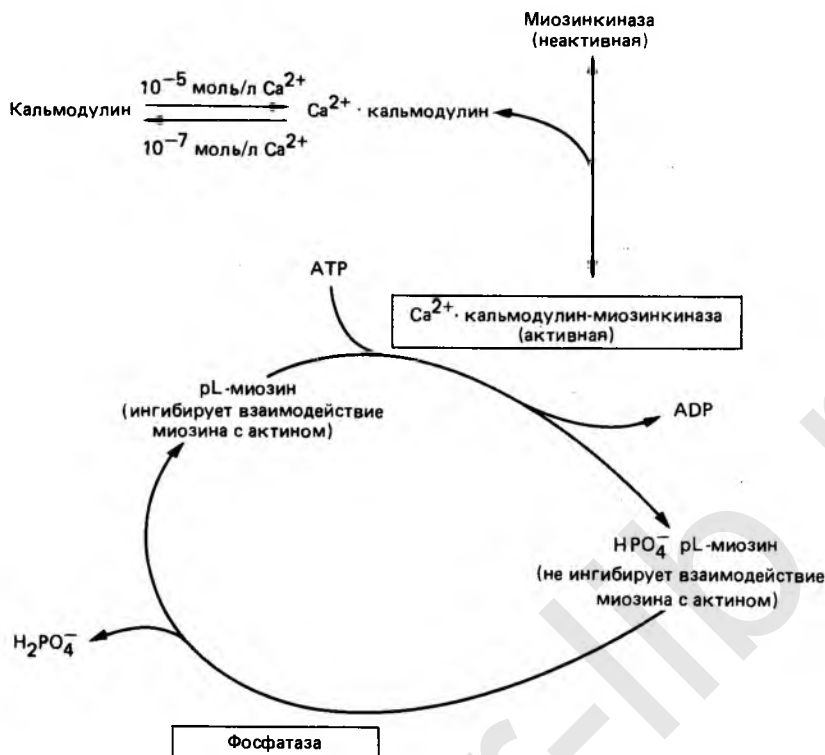 Миозинкиназа
(неактивная)
10⁻⁵ моль/л Ca²⁺
Кальмодулин
Ca²⁺ · кальмодулин
10⁻⁷ моль/л Ca²⁺
ATP
Ca²⁺· кальмодулин-миозинкиназа
(активная)
pL-миозин
(ингибирует взаимодействие
миозина с актином)
ADP
HPO₄⁻ pL-миозин
(не ингибирует взаимодействие
миозина с актином)
H₂PO₄⁻
Фосфатаза